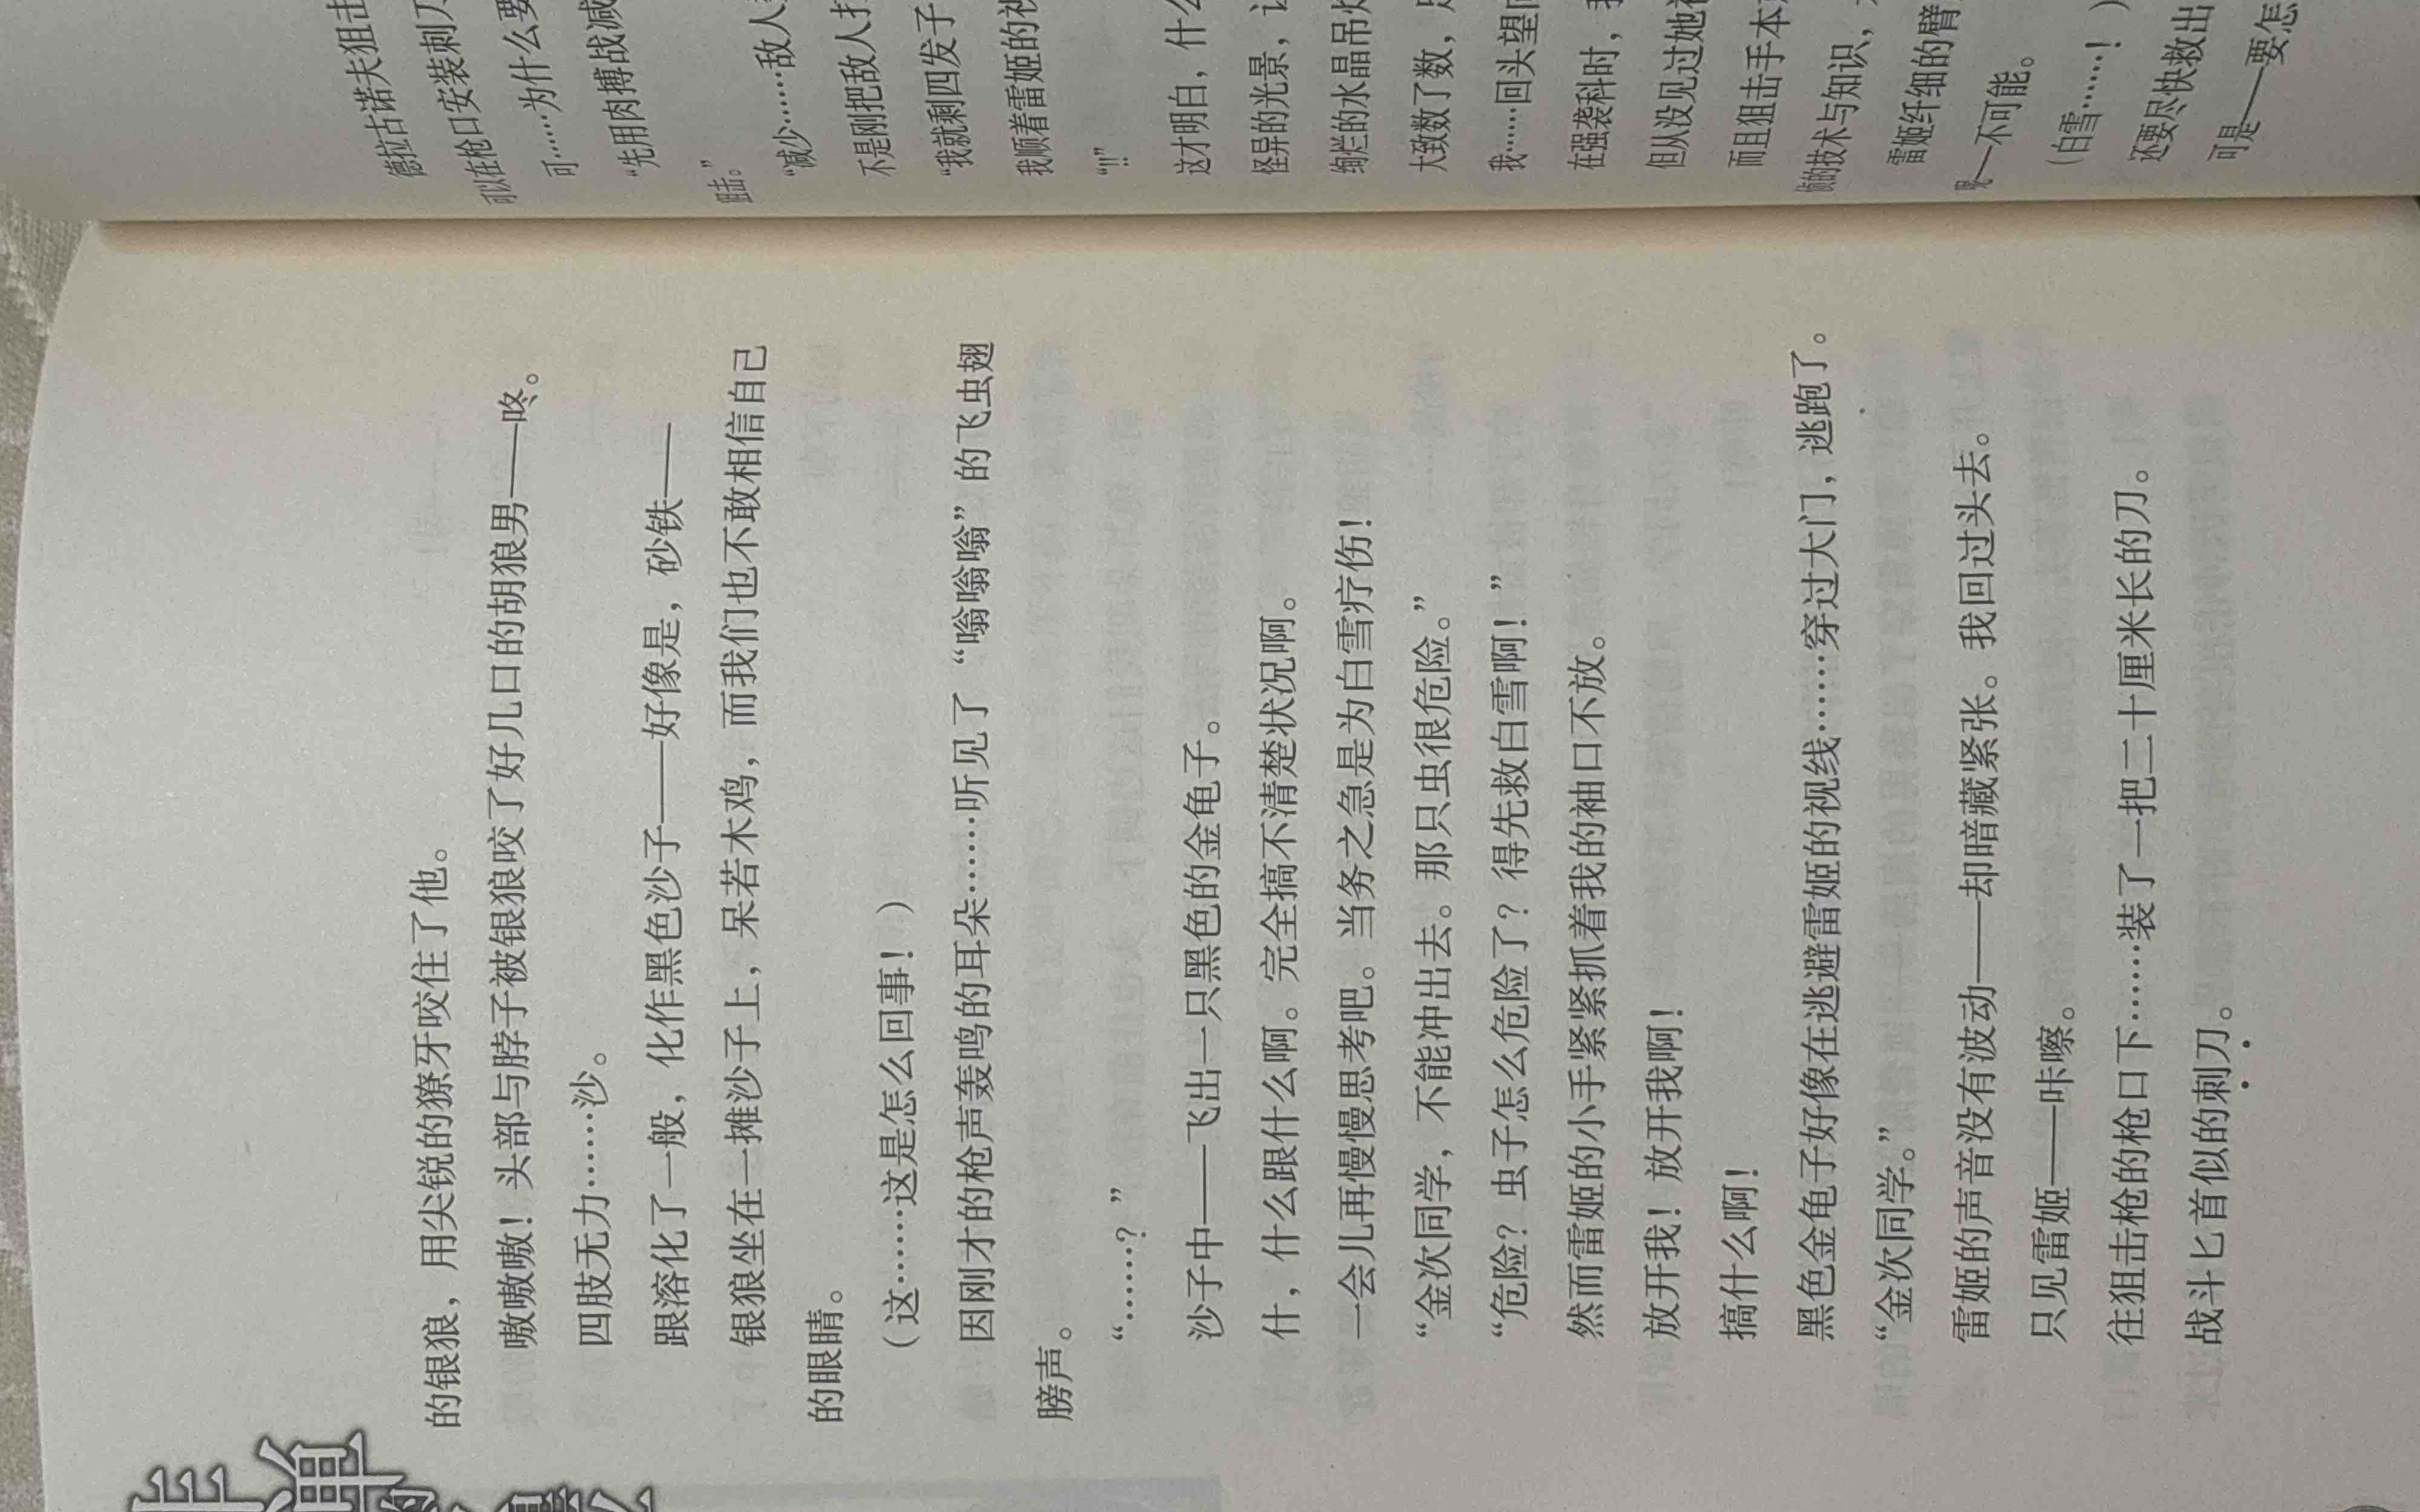 的银狼，用尖锐的獠牙咬住了他。
嗷嗷嗷！头部与脖子被银狼咬了好几口的胡狼男——咚。
四肢无力……沙。
跟溶化了一般，化作黑色沙子——好像是，砂铁——
银狼坐在一摊沙子上，呆若木鸡，而我们也不敢相信自己
的眼睛。
（这……这是怎么回事！）
因刚才的枪声轰鸣的耳朵……听见了“嗡嗡嗡”的飞虫翅
膀声。
“……？”
沙子中——飞出一只黑色的金龟子。
什，什么跟什么啊。完全搞不清楚状况啊。
一会儿再慢慢思考吧。当务之急是为白雪疗伤！
“金次同学，不能冲出去。那只虫很危险。”
“危险？虫子怎么危险了？得先救白雪啊！”
然而雷姬的小手紧紧抓着我的袖口不放。
放开我！放开我啊！
搞什么啊！
黑色金龟子好像在逃避雷姬的视线……穿过大门，逃跑了。
“金次同学。”
雷姬的声音没有波动——却暗藏紧张。我回过头去。
只见雷姬——咔嚓。
往狙击枪的枪口下……装了一把二十厘米长的刀。
战斗匕首似的刺刀。
德拉古诺夫狙击
可以在枪口安装刺刀
可……为什么要
“先用肉搏战减
狙击。”
“减少……敌人
不是刚把敌人打
“我就剩四发子
我顺着雷姬的视
“!!”
这才明白，什么
怪异的光景，让
绚烂的水晶吊灯
大致数了数，足
我……回头望向
在强袭科时，我
但从没见过她
而且狙击手本
侦的技术与知识，
雷姬纤细的臂
呢——不可能。
（白雪……！）
还要尽快救出
可是——要怎